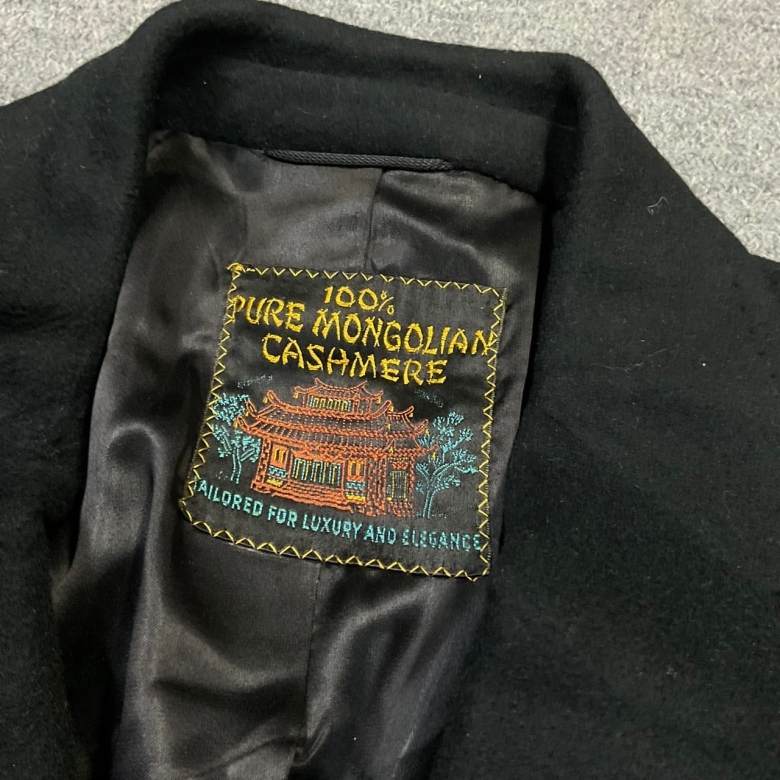 100%
PURE MONGOLIAN
CASHMERE
TAILORED FOR LUXURY AND ELEGANCE